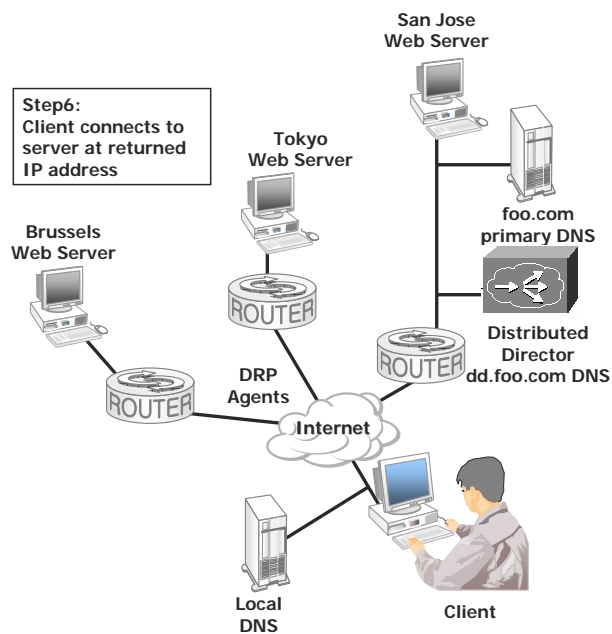 San Jose
Web Server
Step6:
Client connects to
server at returned
IP address
Tokyo
Web Server
Brussels
Web Server
foo.com
primary DNS
ROUTER
ROUTER
Distributed
Director
dd.foo.com DNS
ROUTER
DRP
Agents
Internet
Local
DNS
Client